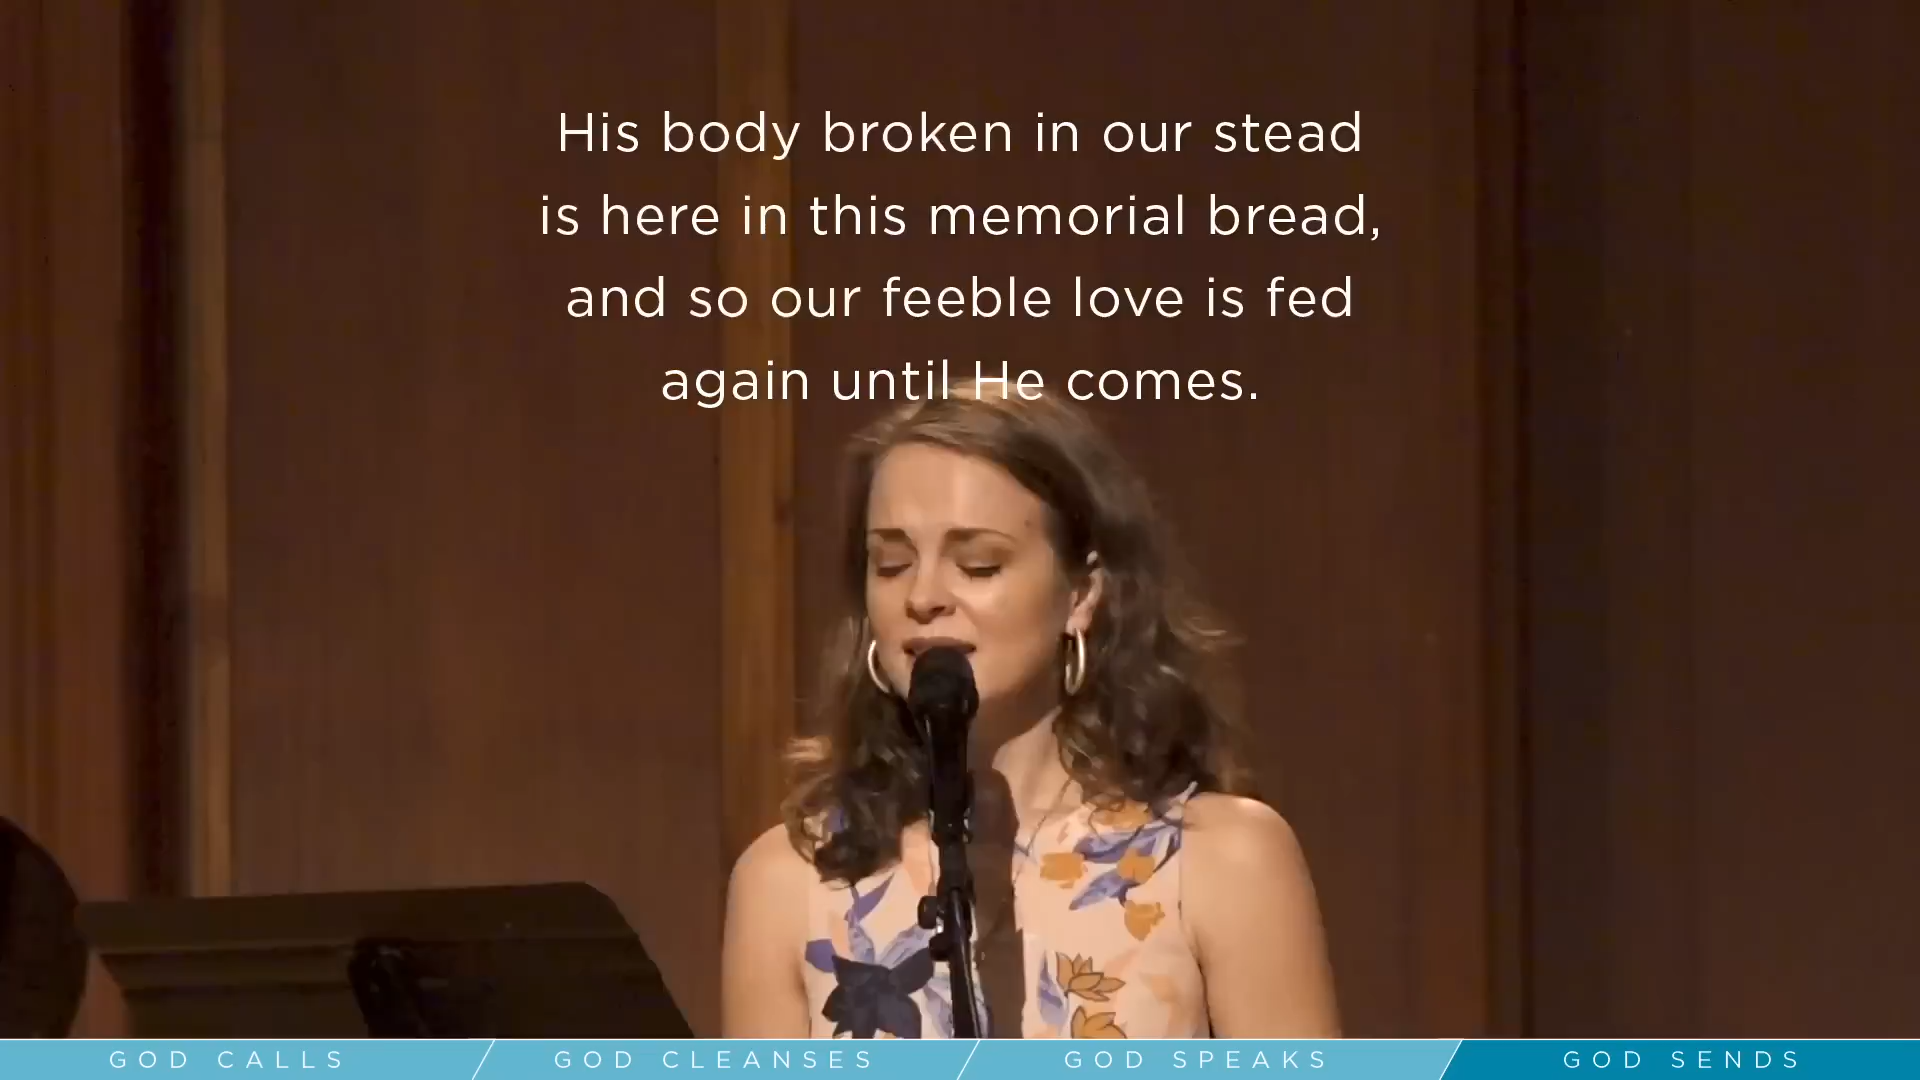 His body broken in our stead
is here in this memorial bread,
and so our feeble love is fed
again until He comes.
GOD CALLS
GOD CLEANSES
GOD SPEAKS
GOD SENDS